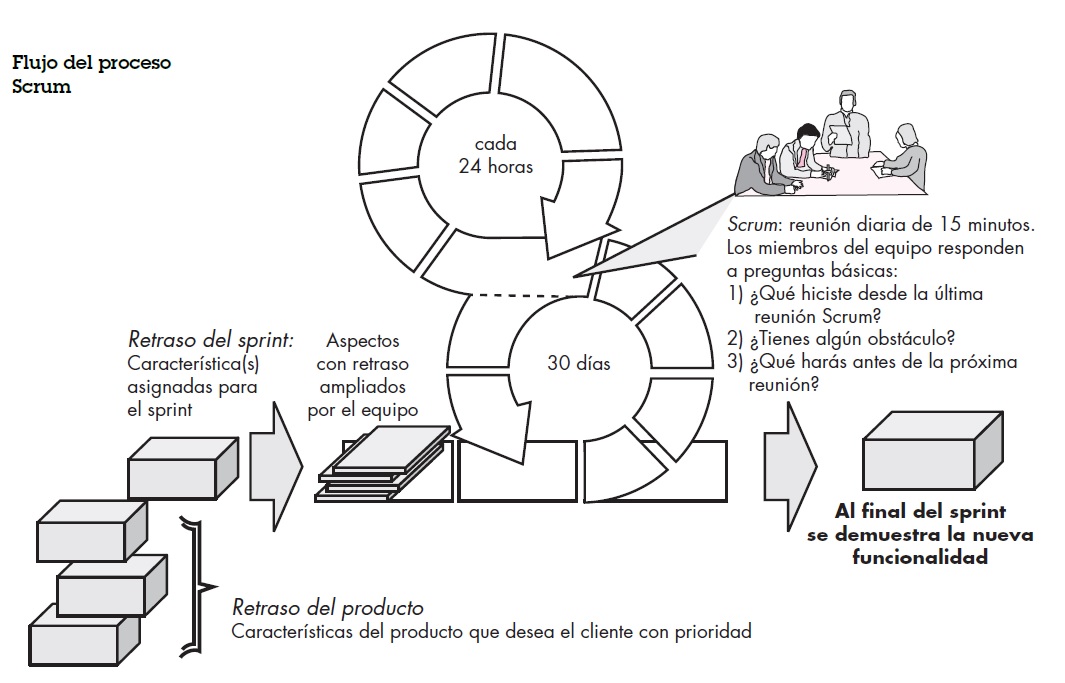 Flujo del proceso
Scrum
cada
24 horas
Scrum: reunión diaria de 15 minutos.
Los miembros del equipo responden
a preguntas básicas:
1) ¿Qué hiciste desde la última
reunión Scrum?
2) ¿Tienes algún obstáculo?
3) ¿Qué harás antes de la próxima
reunión?
Retraso del sprint:
Característica(s)
asignadas para
el sprint
Aspectos
con retraso
ampliados
por el equipo
30 días
Al final del sprint
se demuestra la nueva
funcionalidad
Retraso del producto
Características del producto que desea el cliente con prioridad